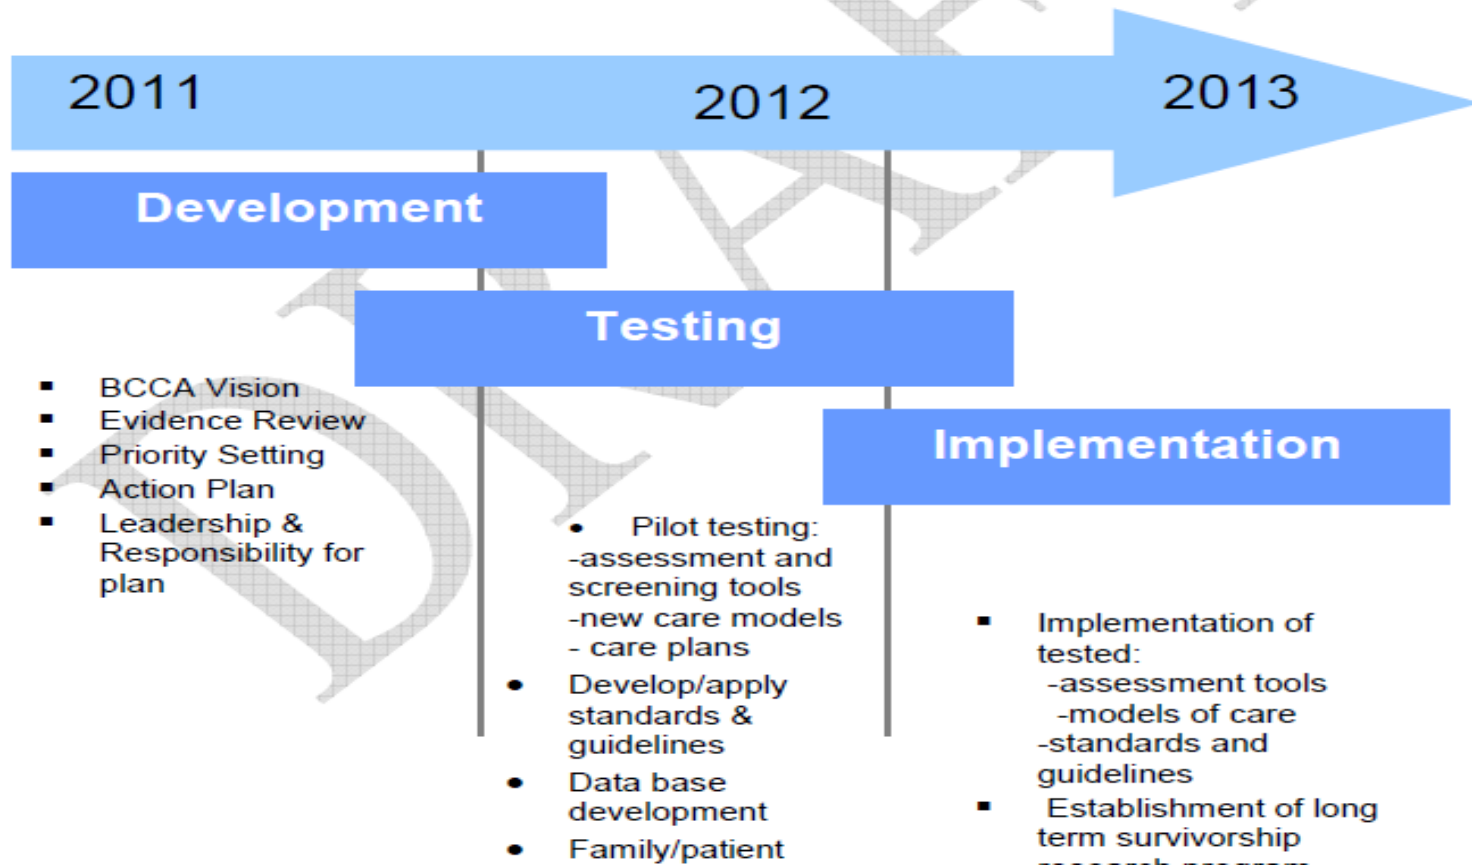 2011
2012
2013
Development
Testing
Implementation
▪ BCCA Vision
▪ Evidence Review
▪ Priority Setting
▪ Action Plan
▪ Leadership &
Responsibility for
plan
• Pilot testing:
-assessment and
screening tools
-new care models
- care plans
• Develop/apply
standards &
guidelines
• Data base
development
• Family/patient
▪ Implementation of
tested:
-assessment tools
-models of care
-standards and
guidelines
▪ Establishment of long
term survivorship
research program